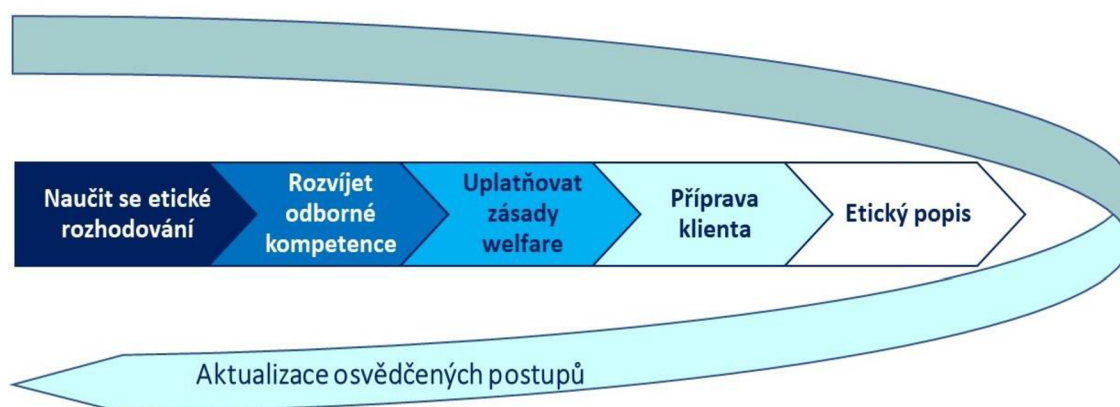 Naučit se etické
rozhodování
Rozvíjet
odborné
kompetence
Uplatňovat
zásady
welfare
Příprava
klienta
Etický popis
Aktualizace osvědčených postupů